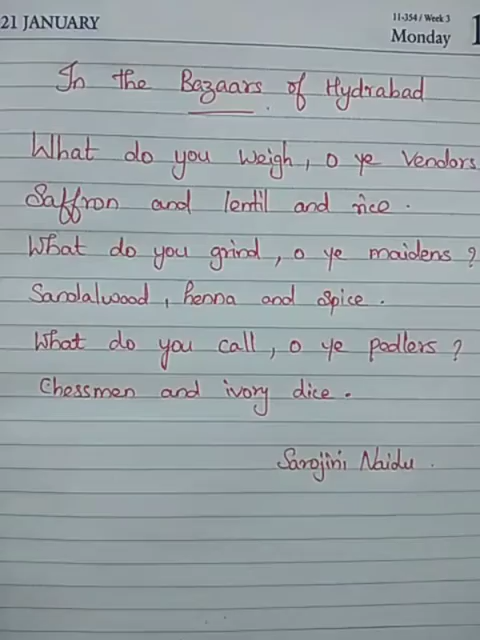 21 JANUARY
11-354 / Week 3
Monday
In the Bazaars of Hydrabad
What do you weigh, o ye Vendors
Saffron and lentil and rice.
What do you grind, o ye maidens?
Sandalwood, henna and spice.
What do you call, o ye pedlers?
Chessmen and ivory dice.
Sarojini Naidu.